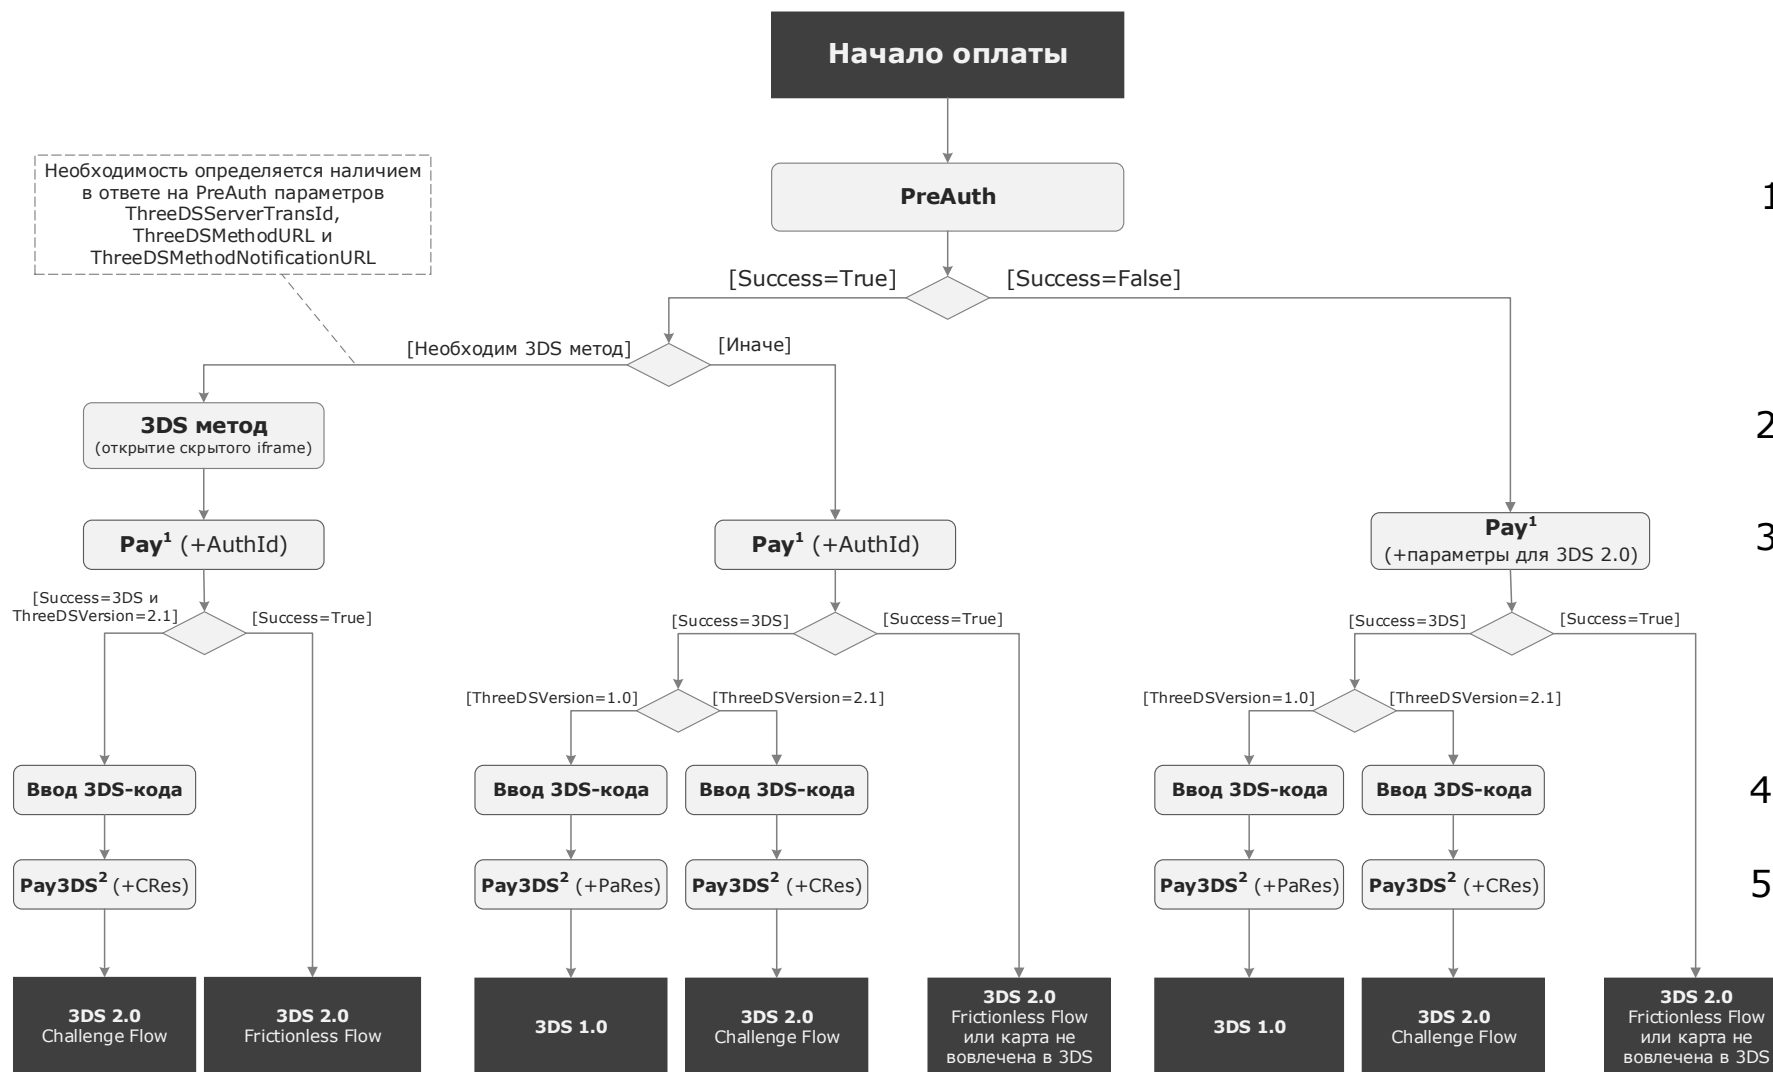 Начало оплаты
Необходимость определяется наличием
в ответе на PreAuth параметров
ThreeDSServerTransId,
ThreeDSMethodURL и
ThreeDSMethodNotificationURL
PreAuth
1
[Success=True]
[Success=False]
[Необходим 3DS метод]
[Иначе]
3DS метод
(открытие скрытого iframe)
2
Pay¹ (+AuthId)
Pay¹ (+AuthId)
Pay¹
(+параметры для 3DS 2.0)
3
[Success=3DS и
ThreeDSVersion=2.1]
[Success=True]
[Success=3DS]
[Success=True]
[Success=3DS]
[Success=True]
[ThreeDSVersion=1.0]
[ThreeDSVersion=2.1]
[ThreeDSVersion=1.0]
[ThreeDSVersion=2.1]
Ввод 3DS-кода
Ввод 3DS-кода
Ввод 3DS-кода
Ввод 3DS-кода
Ввод 3DS-кода
4
Pay3DS² (+CRes)
Pay3DS² (+PaRes)
Pay3DS² (+CRes)
Pay3DS² (+PaRes)
Pay3DS² (+CRes)
5
3DS 2.0
Challenge Flow
3DS 2.0
Frictionless Flow
3DS 1.0
3DS 2.0
Challenge Flow
3DS 2.0
Frictionless Flow
или карта не
вовлечена в 3DS
3DS 1.0
3DS 2.0
Challenge Flow
3DS 2.0
Frictionless Flow
или карта не
вовлечена в 3DS